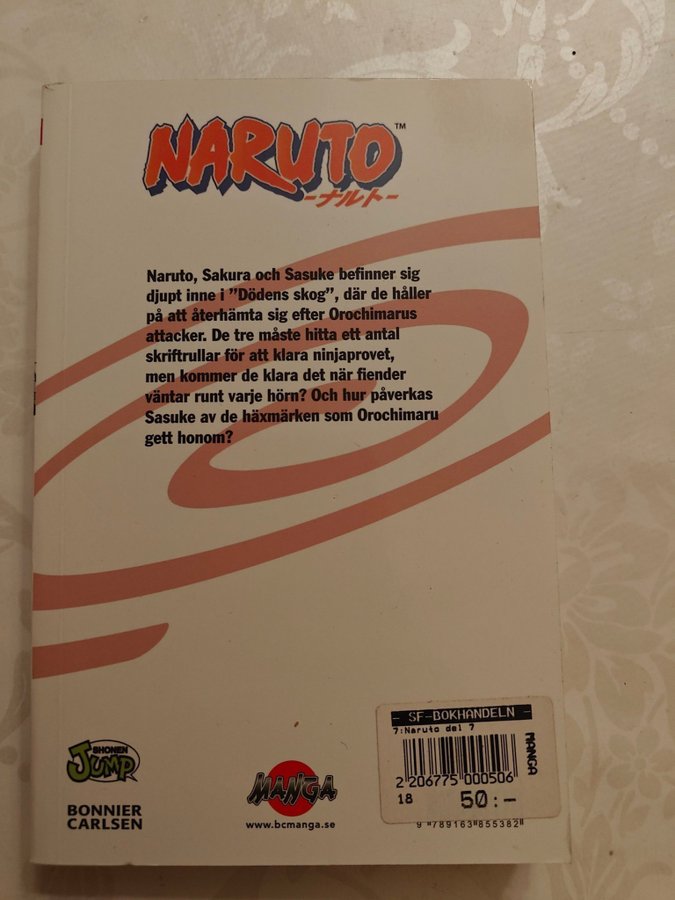 NARUTO™
-ナルト-
Naruto, Sakura och Sasuke befinner sig
djupt inne i ”Dödens skog”, där de håller
på att återhämta sig efter Orochimarus
attacker. De tre måste hitta ett antal
skriftrullar för att klara ninjaprovet,
men kommer de klara det när fiender
väntar runt varje hörn? Och hur påverkas
Sasuke av de häxmärken som Orochimaru
gett honom?
SHONEN
JUMP
BONNIER
CARLSEN
MANGA
www.bcmanga.se
- SF-BOKHANDELN -
7:Naruto del 7
MANGA
2 206775 000506
18 50:-
9 789163 855382